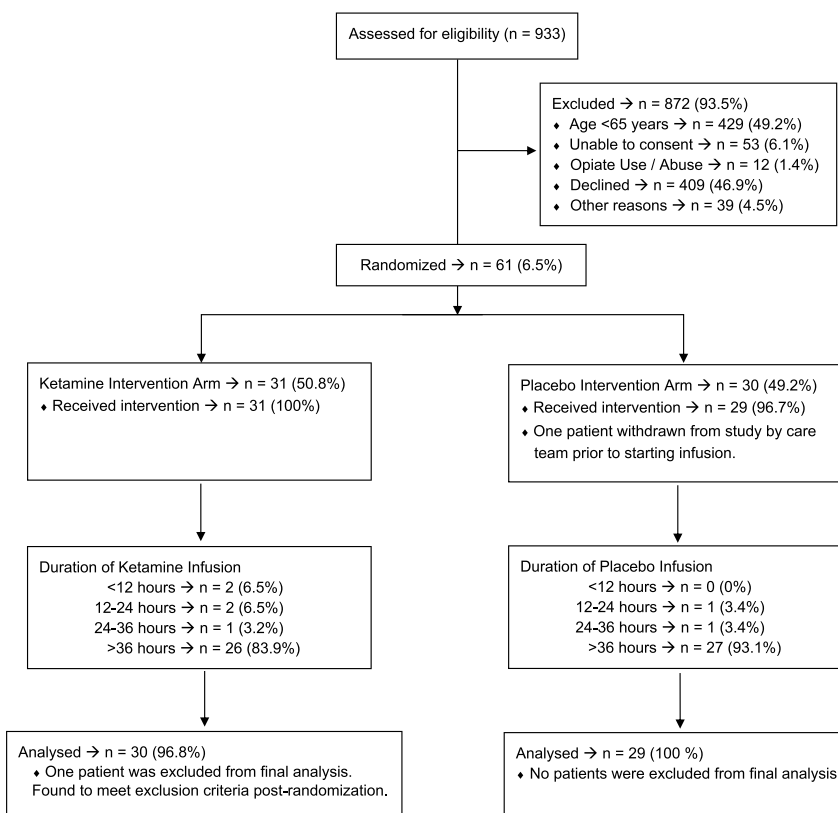 Assessed for eligibility (n = 933)
Excluded → n = 872 (93.5%)
♦ Age <65 years → n = 429 (49.2%)
♦ Unable to consent → n = 53 (6.1%)
♦ Opiate Use / Abuse → n = 12 (1.4%)
♦ Declined → n = 409 (46.9%)
♦ Other reasons → n = 39 (4.5%)
Randomized → n = 61 (6.5%)
Ketamine Intervention Arm → n = 31 (50.8%)
♦ Received intervention → n = 31 (100%)
Placebo Intervention Arm → n = 30 (49.2%)
♦ Received intervention → n = 29 (96.7%)
♦ One patient withdrawn from study by care
team prior to starting infusion.
Duration of Ketamine Infusion
<12 hours → n = 2 (6.5%)
12-24 hours → n = 2 (6.5%)
24-36 hours → n = 1 (3.2%)
>36 hours → n = 26 (83.9%)
Duration of Placebo Infusion
<12 hours → n = 0 (0%)
12-24 hours → n = 1 (3.4%)
24-36 hours → n = 1 (3.4%)
>36 hours → n = 27 (93.1%)
Analysed → n = 30 (96.8%)
♦ One patient was excluded from final analysis.
Found to meet exclusion criteria post-randomization.
Analysed → n = 29 (100 %)
♦ No patients were excluded from final analysis